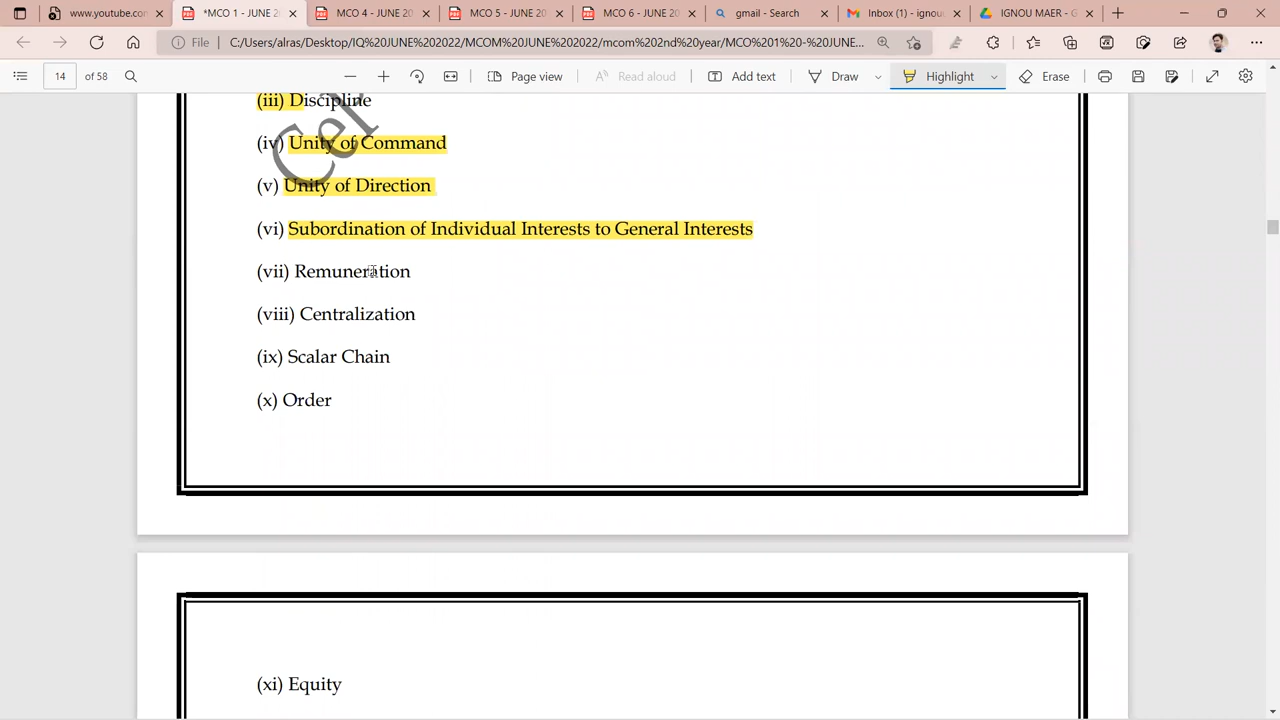 youtube.com
*MCO 1 - JUNE 20
MCO 4 - JUNE 20
MCO 5 - JUNE 20
MCO 6 - JUNE 20
gmail - Search
Inbox (1) - ignou
IGNOU MAER - G
File
C:/Users/alras/Desktop/IQ%20JUNE%202022/MCOM%20JUNE%202022/mcom%202nd%20year/MCO%201%20-%20JUNE...
14 of 58
Page view
Read aloud
Add text
Draw
Highlight
Erase
(iii) Discipline
(iv) Unity of Command
(v) Unity of Direction
(vi) Subordination of Individual Interests to General Interests
(vii) Remuneration
(viii) Centralization
(ix) Scalar Chain
(x) Order
(xi) Equity